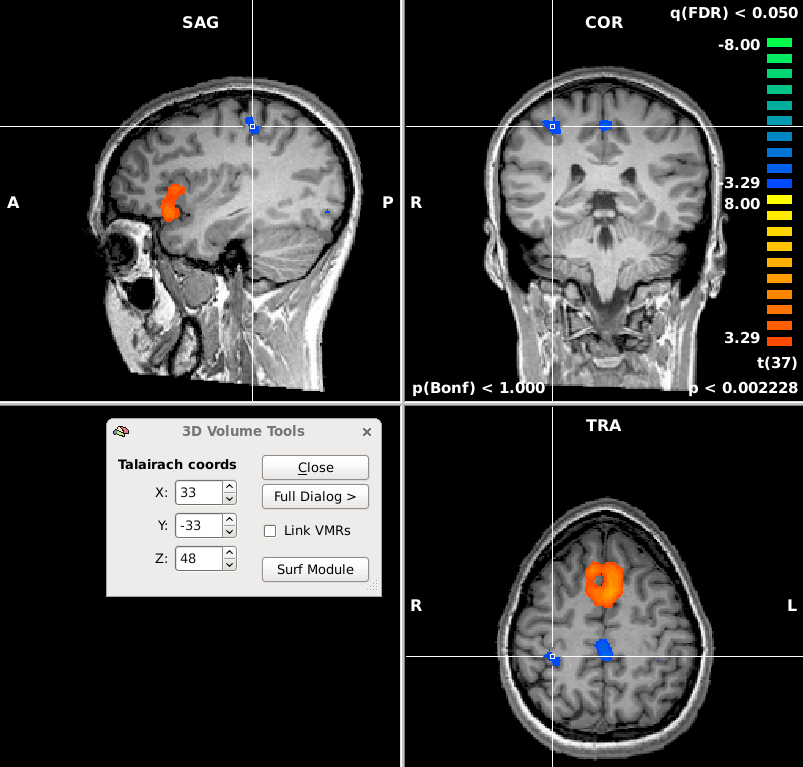 SAG
A
P
COR
q(FDR) < 0.050
-8.00
-3.29
8.00
3.29
t(37)
R
p(Bonf) < 1.000
p < 0.002228
3D Volume Tools
Talairach coords
X: 33
Y: -33
Z: 48
Close
Full Dialog >
Link VMRs
Surf Module
TRA
R
L